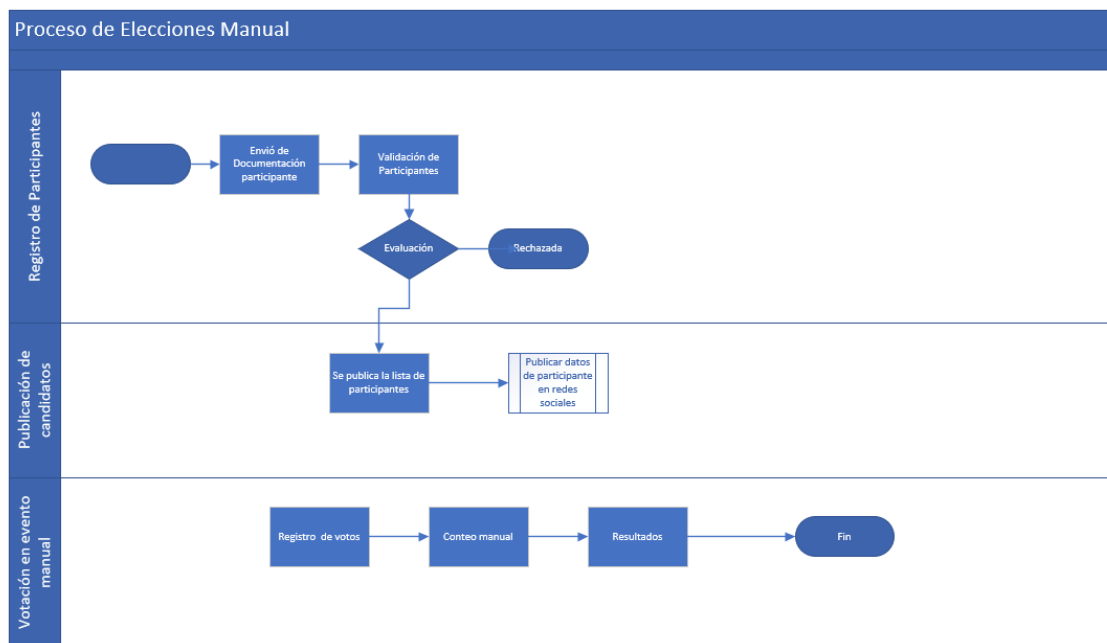 Proceso de Elecciones Manual
Registro de Participantes
Envió de
Documentación
participante
Validación de
Participantes
Evaluación
Rechazada
Publicación de
candidatos
Se publica la lista de
participantes
Publicar datos
de participante
en redes
sociales
Votación en evento
manual
Registro de votos
Conteo manual
Resultados
Fin